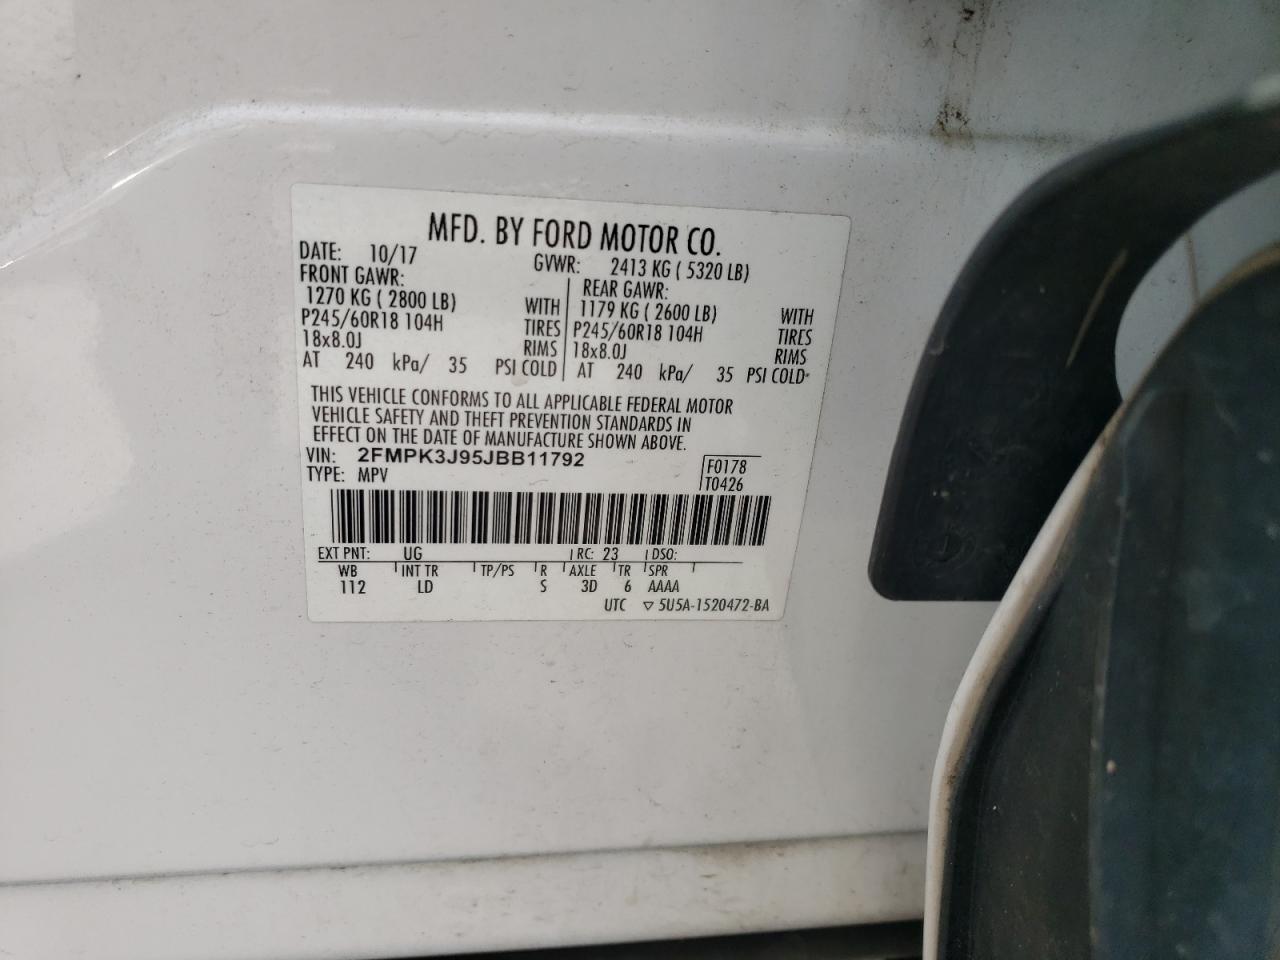 MFD. BY FORD MOTOR CO.
DATE: 10/17 GVWR: 2413 KG ( 5320 LB)
FRONT GAWR: REAR GAWR:
1270 KG ( 2800 LB) WITH 1179 KG ( 2600 LB) WITH
P245/60R18 104H TIRES P245/60R18 104H TIRES
18x8.0J RIMS 18x8.0J RIMS
AT 240 kPa/ 35 PSI COLD AT 240 kPa/ 35 PSI COLD
THIS VEHICLE CONFORMS TO ALL APPLICABLE FEDERAL MOTOR
VEHICLE SAFETY AND THEFT PREVENTION STANDARDS IN
EFFECT ON THE DATE OF MANUFACTURE SHOWN ABOVE.
VIN: 2FMPK3J95JBB11792 F0178
TYPE: MPV T0426
EXT PNT: UG RC: 23 DSO:
WB INT TR TP/PS R AXLE TR SPR
112 LD S 3D 6 AAAA
UTC ▽ 5U5A-1520472-BA